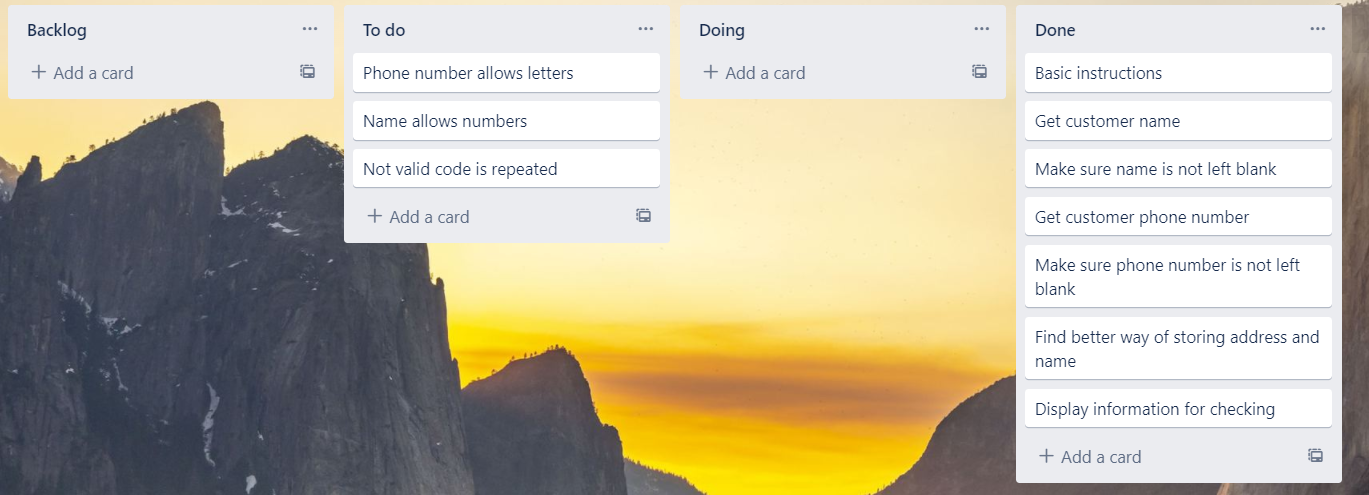 Backlog
Add a card
To do
Phone number allows letters
Name allows numbers
Not valid code is repeated
Add a card
Doing
Add a card
Done
Basic instructions
Get customer name
Make sure name is not left blank
Get customer phone number
Make sure phone number is not left
blank
Find better way of storing address and
name
Display information for checking
Add a card